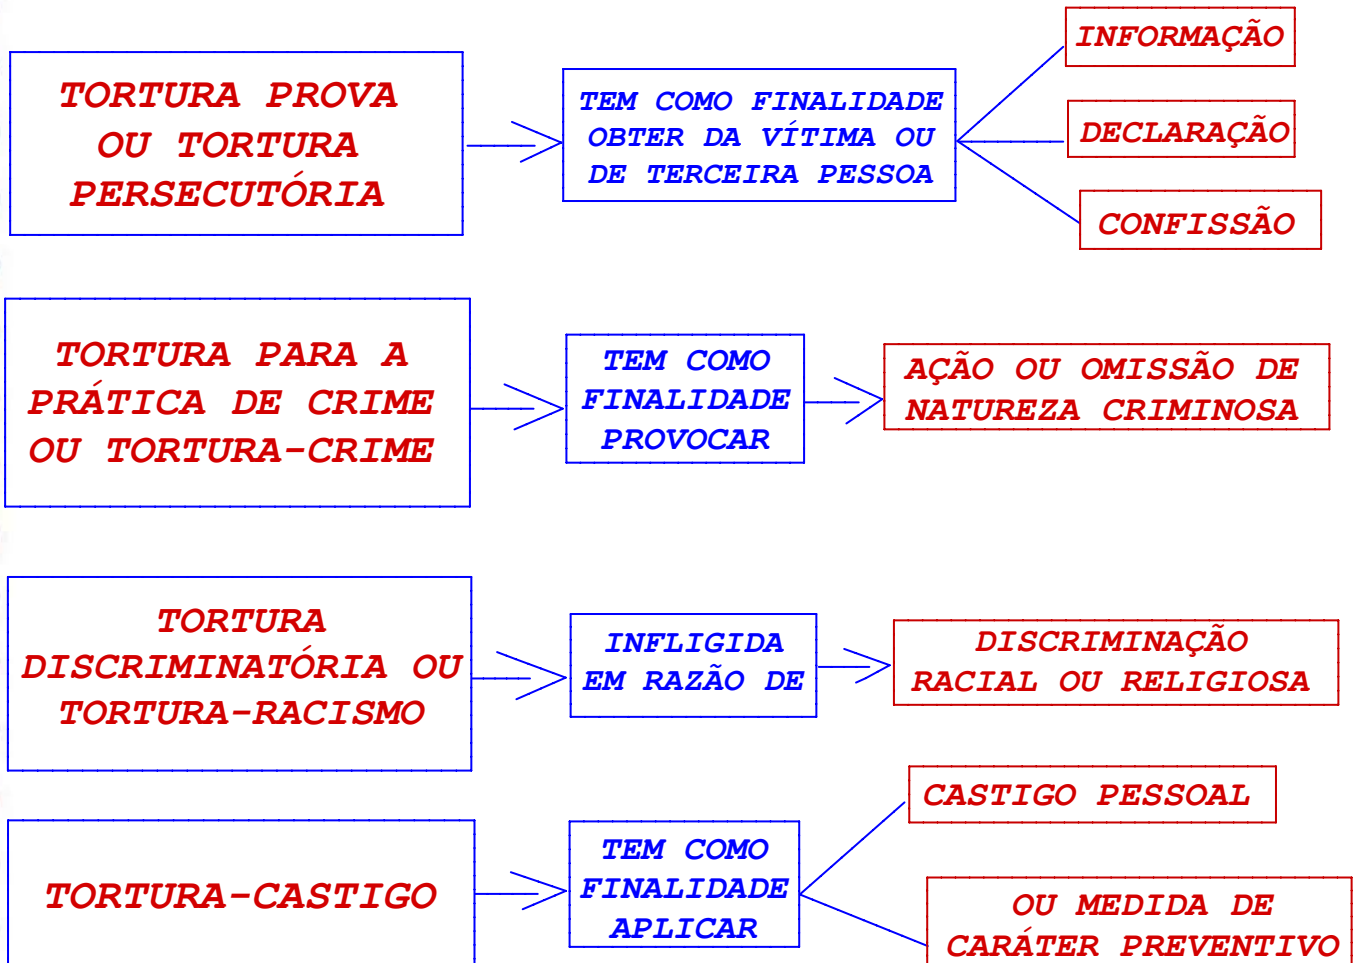 TORTURA PROVA
OU TORTURA
PERSECUTÓRIA
TEM COMO FINALIDADE
OBTER DA VÍTIMA OU
DE TERCEIRA PESSOA
INFORMAÇÃO
DECLARAÇÃO
CONFISSÃO
TORTURA PARA A
PRÁTICA DE CRIME
OU TORTURA-CRIME
TEM COMO
FINALIDADE
PROVOCAR
AÇÃO OU OMISSÃO DE
NATUREZA CRIMINOSA
TORTURA
DISCRIMINATÓRIA OU
TORTURA-RACISMO
INFLIGIDA
EM RAZÃO DE
DISCRIMINAÇÃO
RACIAL OU RELIGIOSA
TORTURA-CASTIGO
TEM COMO
FINALIDADE
APLICAR
CASTIGO PESSOAL
OU MEDIDA DE
CARÁTER PREVENTIVO